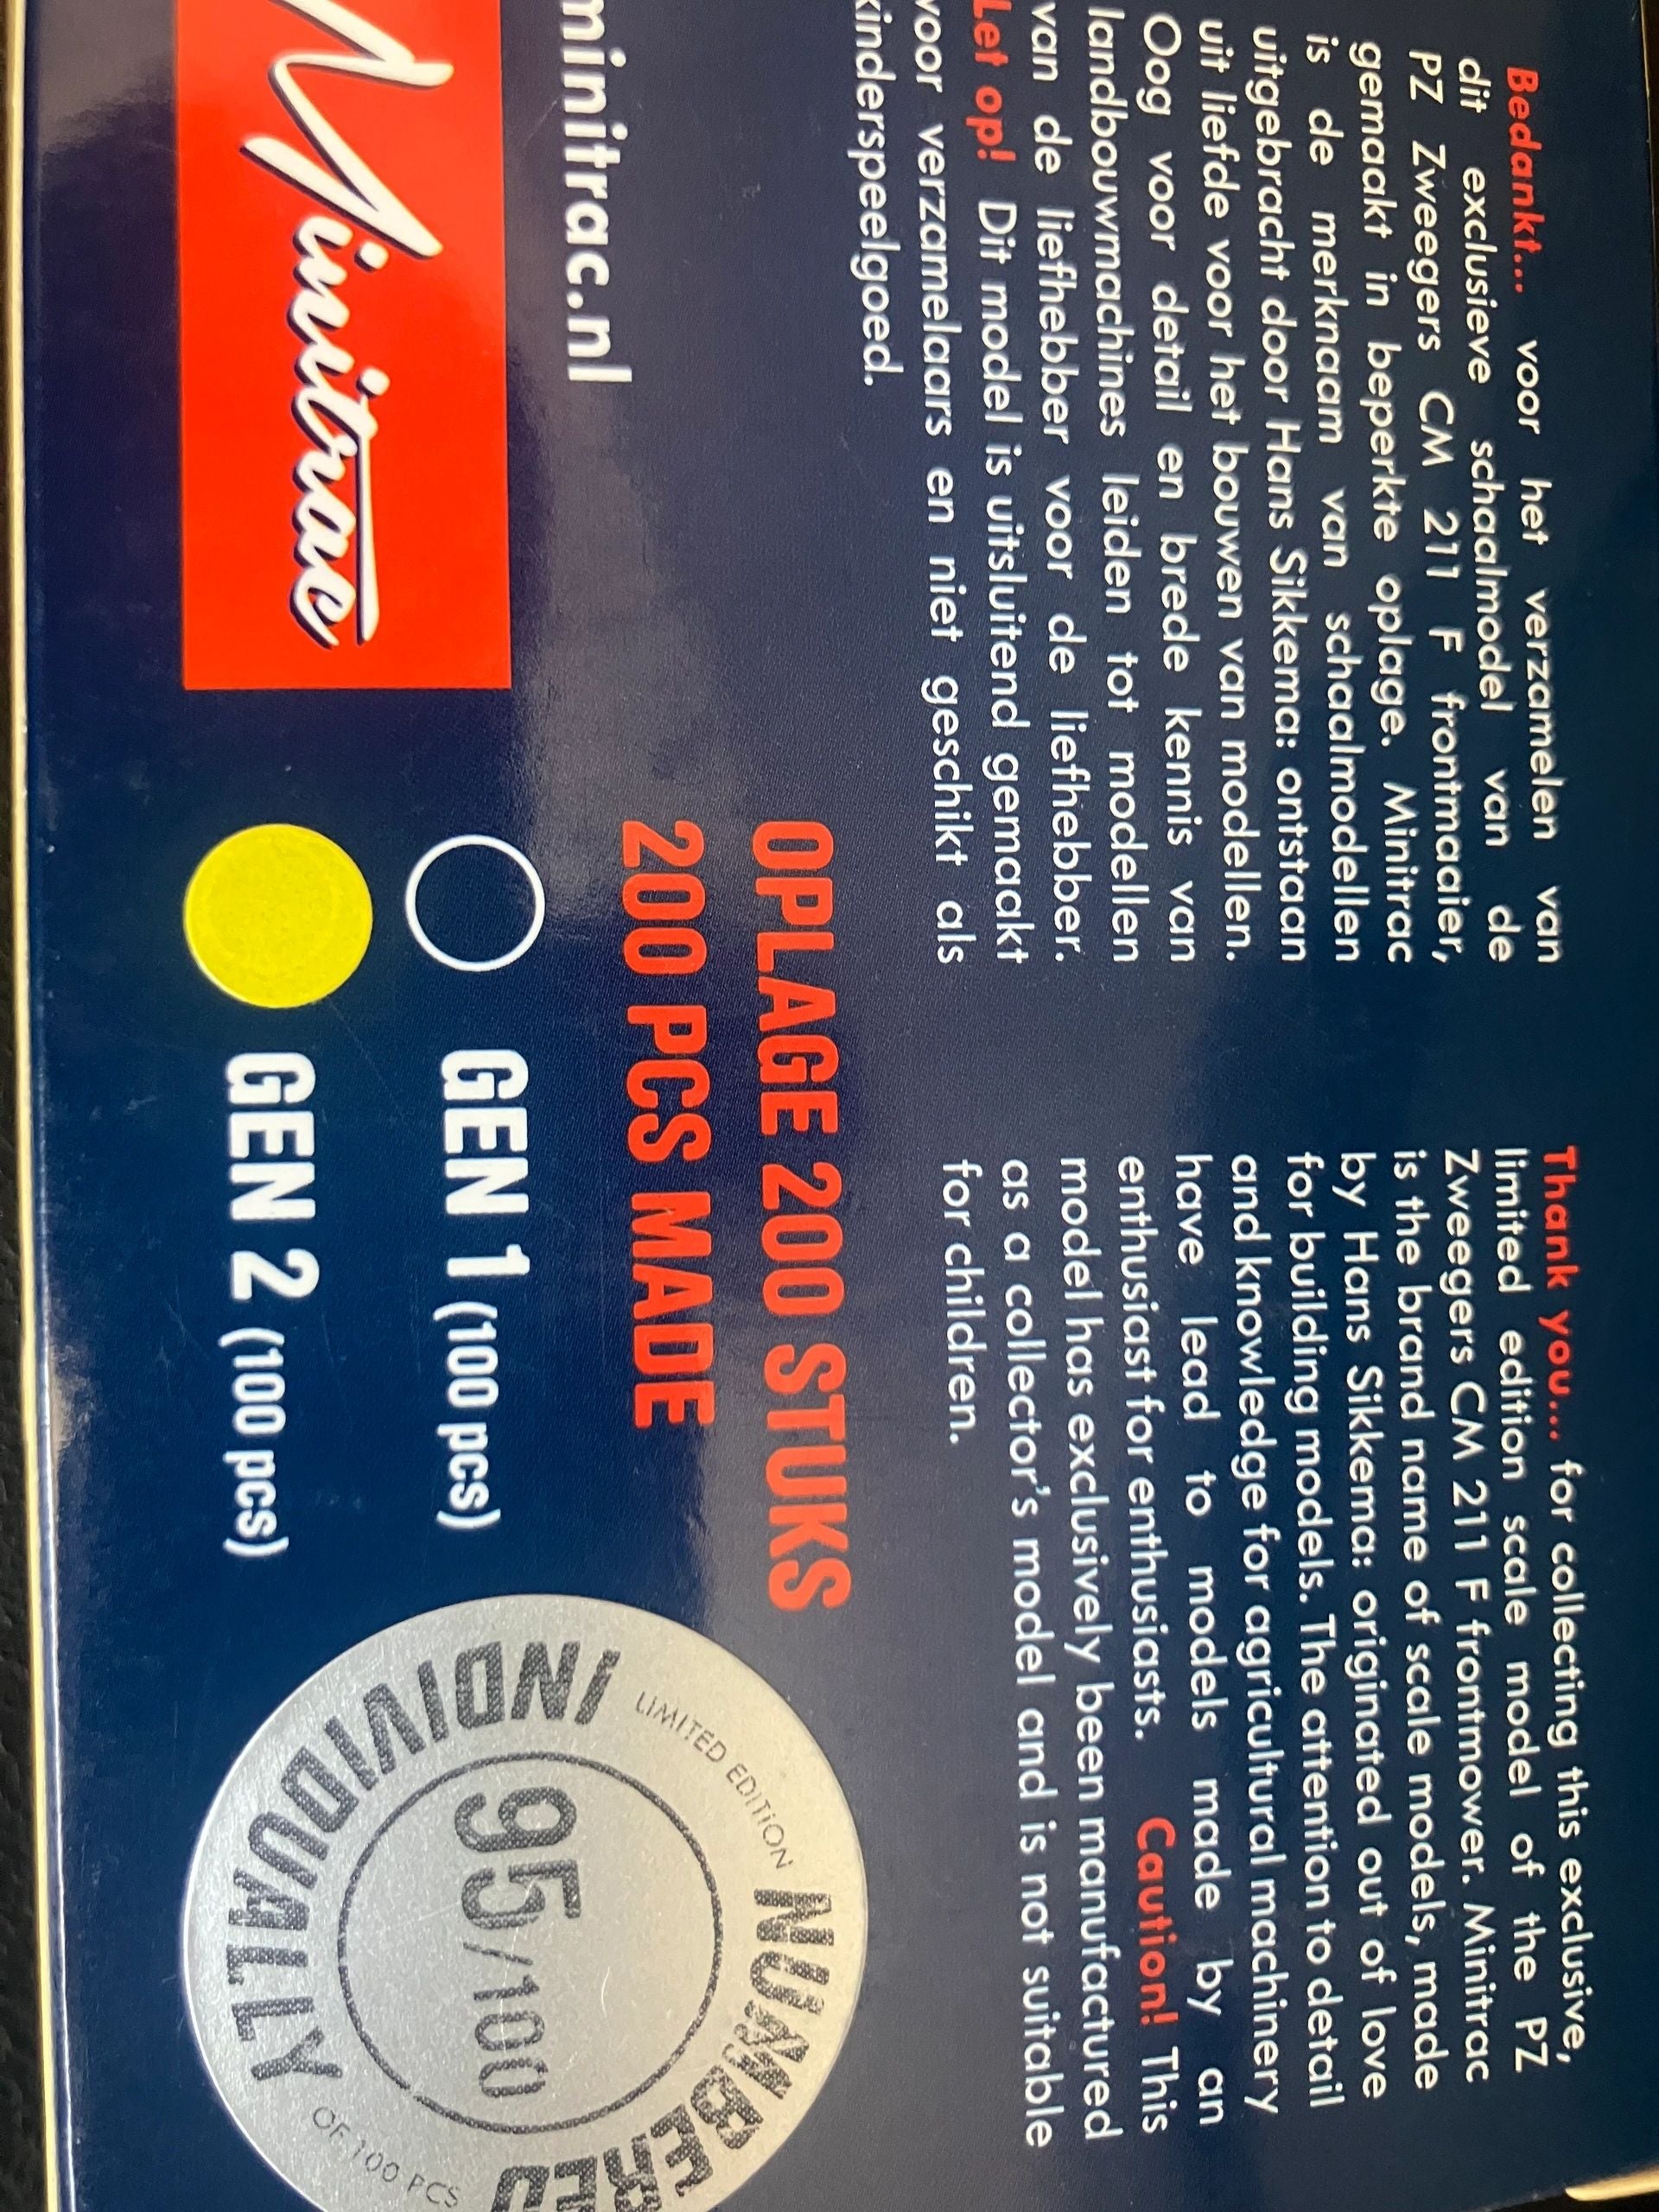 Bedankt... voor het verzamelen van
dit exclusieve schaalmodel van de
PZ Zweegers CM 211 F frontmaaier,
gemaakt in beperkte oplage. Minitrac
is de merknaam van schaalmodellen
uitgebracht door Hans Sikkema: ontstaan
uit liefde voor het bouwen van modellen.
Oog voor detail en brede kennis van
landbouwmachines leiden tot modellen
van de liefhebber voor de liefhebber.
Let op! Dit model is uitsluitend gemaakt
voor verzamelaars en niet geschikt als
kinderspeelgoed.
Thank you... for collecting this exclusive,
limited edition scale model of the PZ
Zweegers CM 211 F frontmower. Minitrac
is the brand name of scale models, made
by Hans Sikkema: originated out of love
for building models. The attention to detail
and knowledge for agricultural machinery
have lead to models made by an
enthusiast for enthusiasts. Caution! This
model has exclusively been manufactured
as a collector's model and is not suitable
for children.
minitrac.nl
Minitrac
OPLAGE 200 STUKS
200 PCS MADE
GEN 1 (100 pcs)
GEN 2 (100 pcs)
LIMITED EDITION
INDIVIDUALLY
NUMBERED
95/100
OF 100 PCS